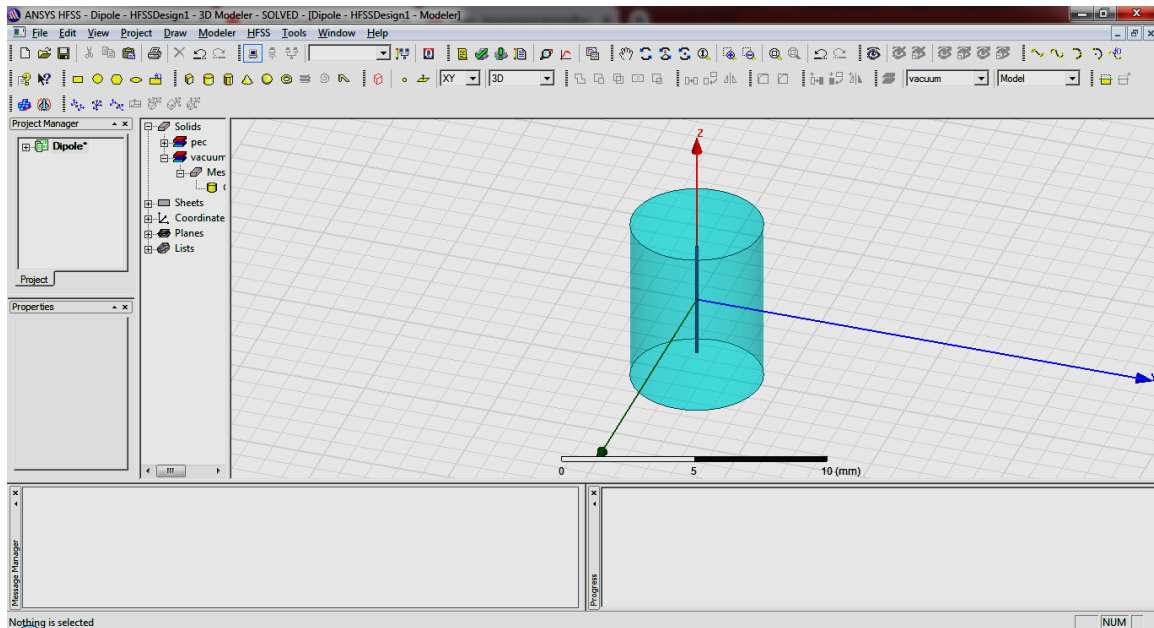 ANSYS HFSS - Dipole - HFSSDesign1 - 3D Modeler - SOLVED - [Dipole - HFSSDesign1 - Modeler]
File Edit View Project Draw Modeler HFSS Tools Window Help
XY 3D vacuum Model
Project Manager
Dipole*
Project
Properties
Solids
pec
vacuum
Mes
Sheets
Coordinate
Planes
Lists
Z
0 5 10 (mm)
Message Manager
Progress
Nothing is selected
NUM